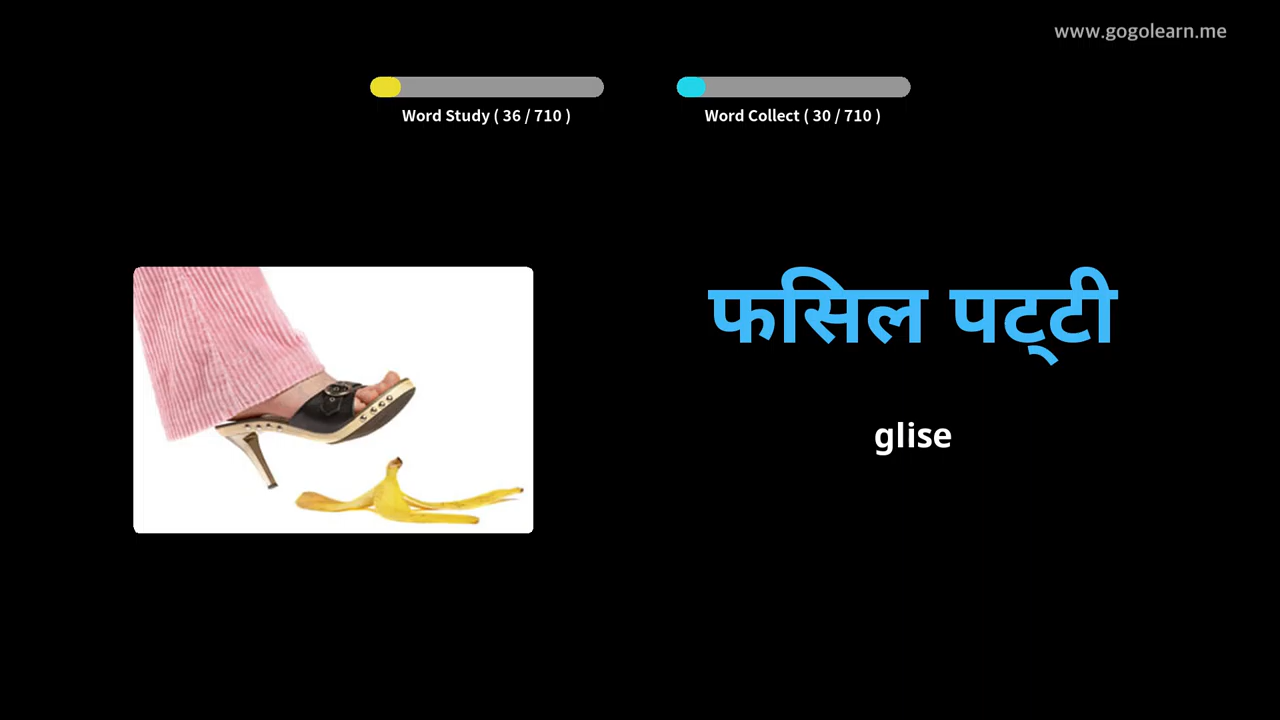 www.gogolearn.me
Word Study ( 36 / 710 )
Word Collect ( 30 / 710 )
फसिल पट्टी
glise